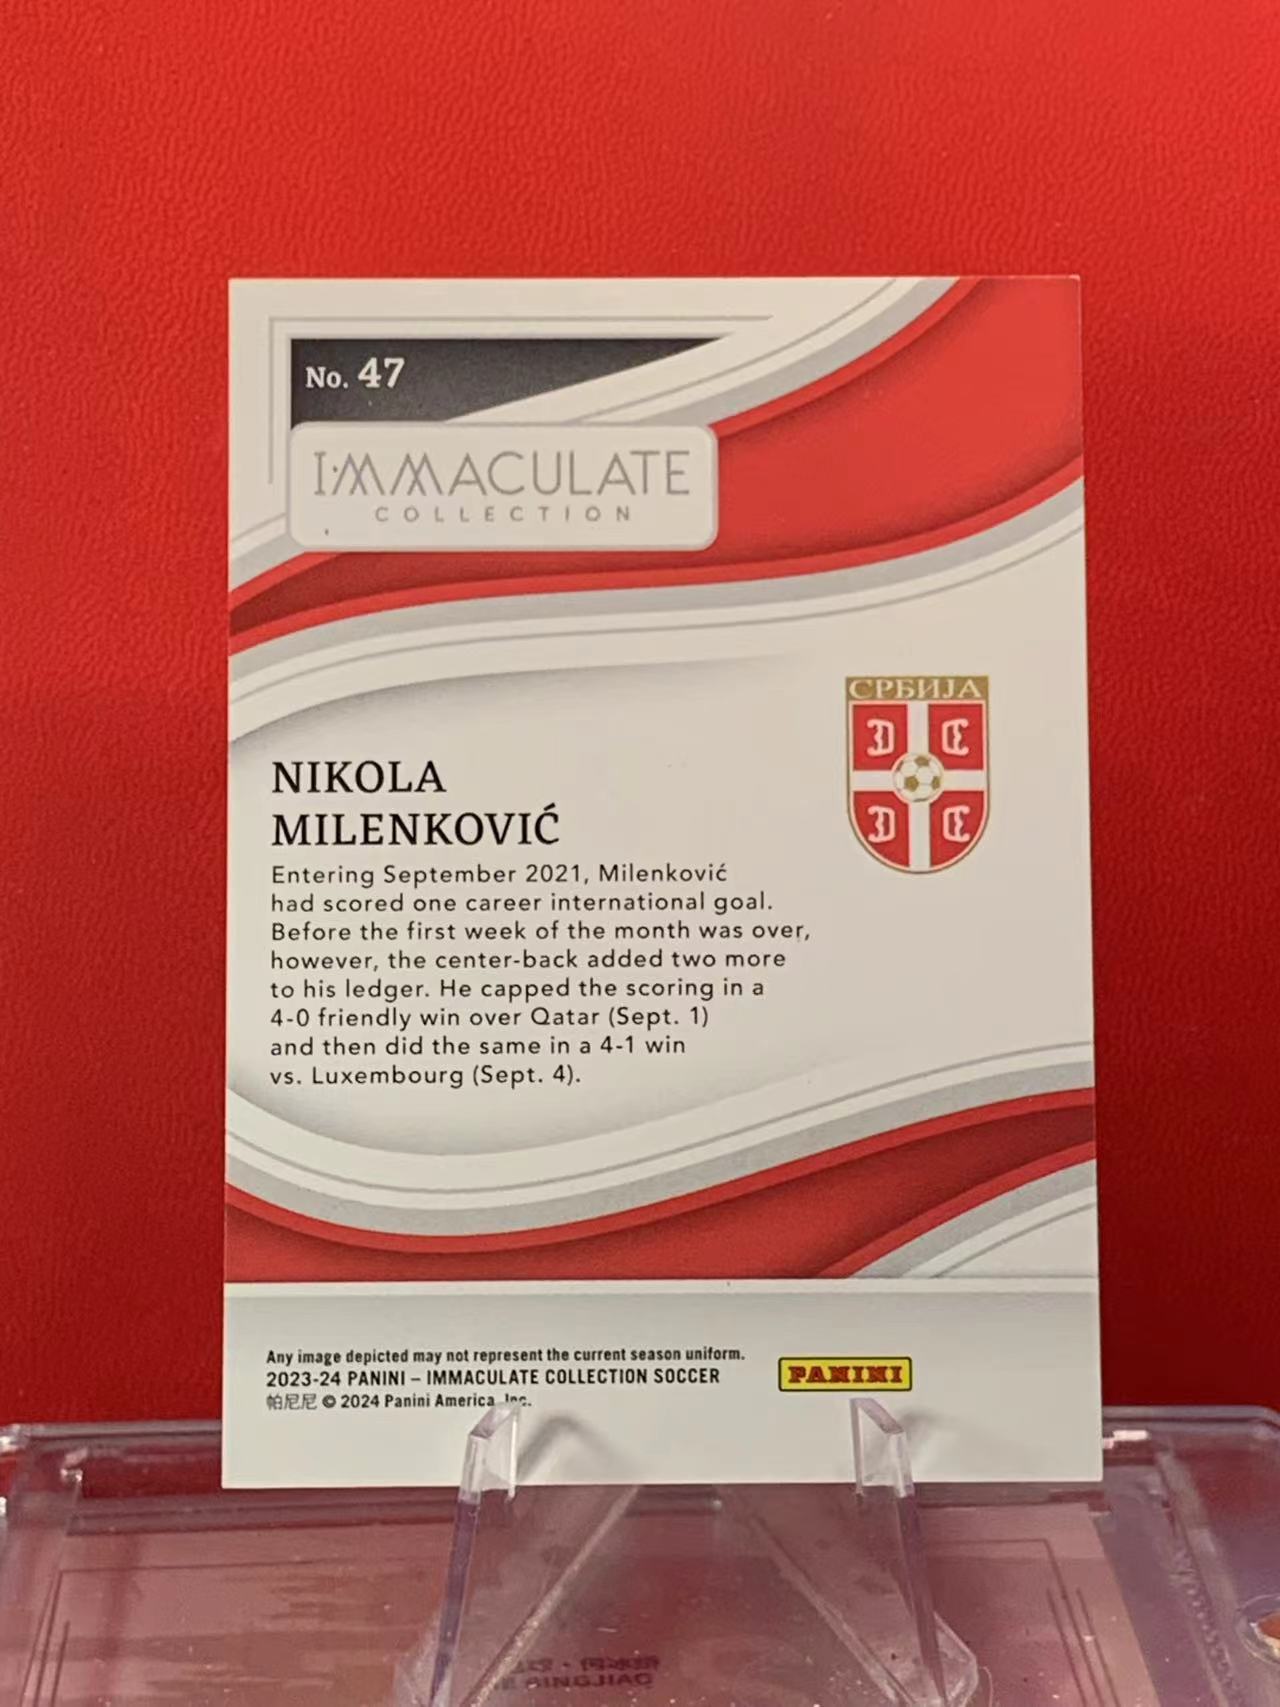 No. 47
IMMACULATE
COLLECTION
СРБИЈА
NIKOLA
MILENKOVIĆ
Entering September 2021, Milenković
had scored one career international goal.
Before the first week of the month was over,
however, the center-back added two more
to his ledger. He capped the scoring in a
4-0 friendly win over Qatar (Sept. 1)
and then did the same in a 4-1 win
vs. Luxembourg (Sept. 4).
Any image depicted may not represent the current season uniform.
2023-24 PANINI – IMMACULATE COLLECTION SOCCER
帕尼尼 © 2024 Panini America, Inc.
PANINI